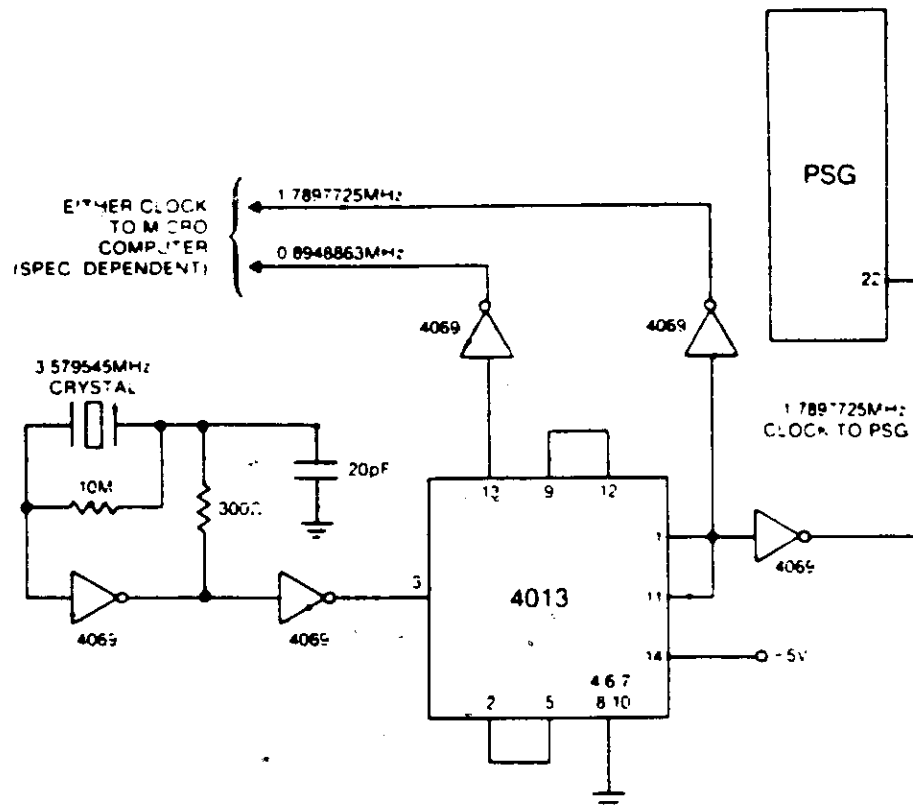 PSG
22
1.7897725MHz
EITHER CLOCK
TO MICRO
COMPUTER
(SPEC. DEPENDENT)
0.8948863MHz
4069
4069
3.579545MHz
CRYSTAL
1.7897725MHz
CLOCK TO PSG
10M
300Ω
20pF
13
9
12
1
3
4013
11
4069
4069
4069
14
5V
4 6 7
8 10
2
5